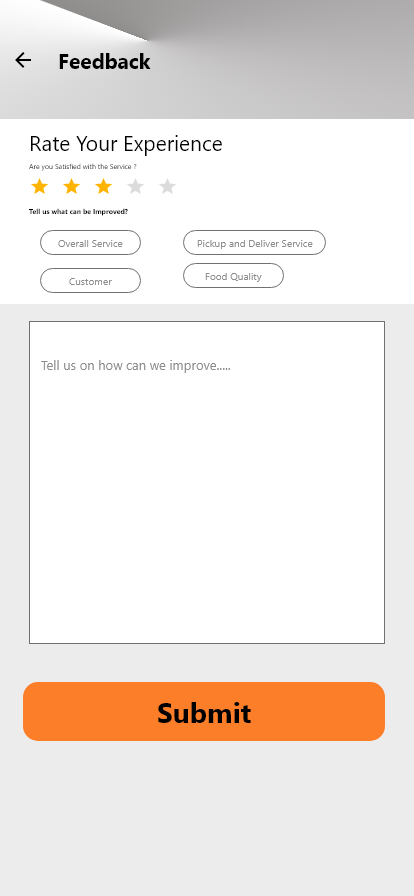 Feedback
Rate Your Experience
Are you Satisfied with the Service ?
Tell us what can be Improved?
Overall Service
Pickup and Deliver Service
Customer
Food Quality
Tell us on how can we improve.....
Submit